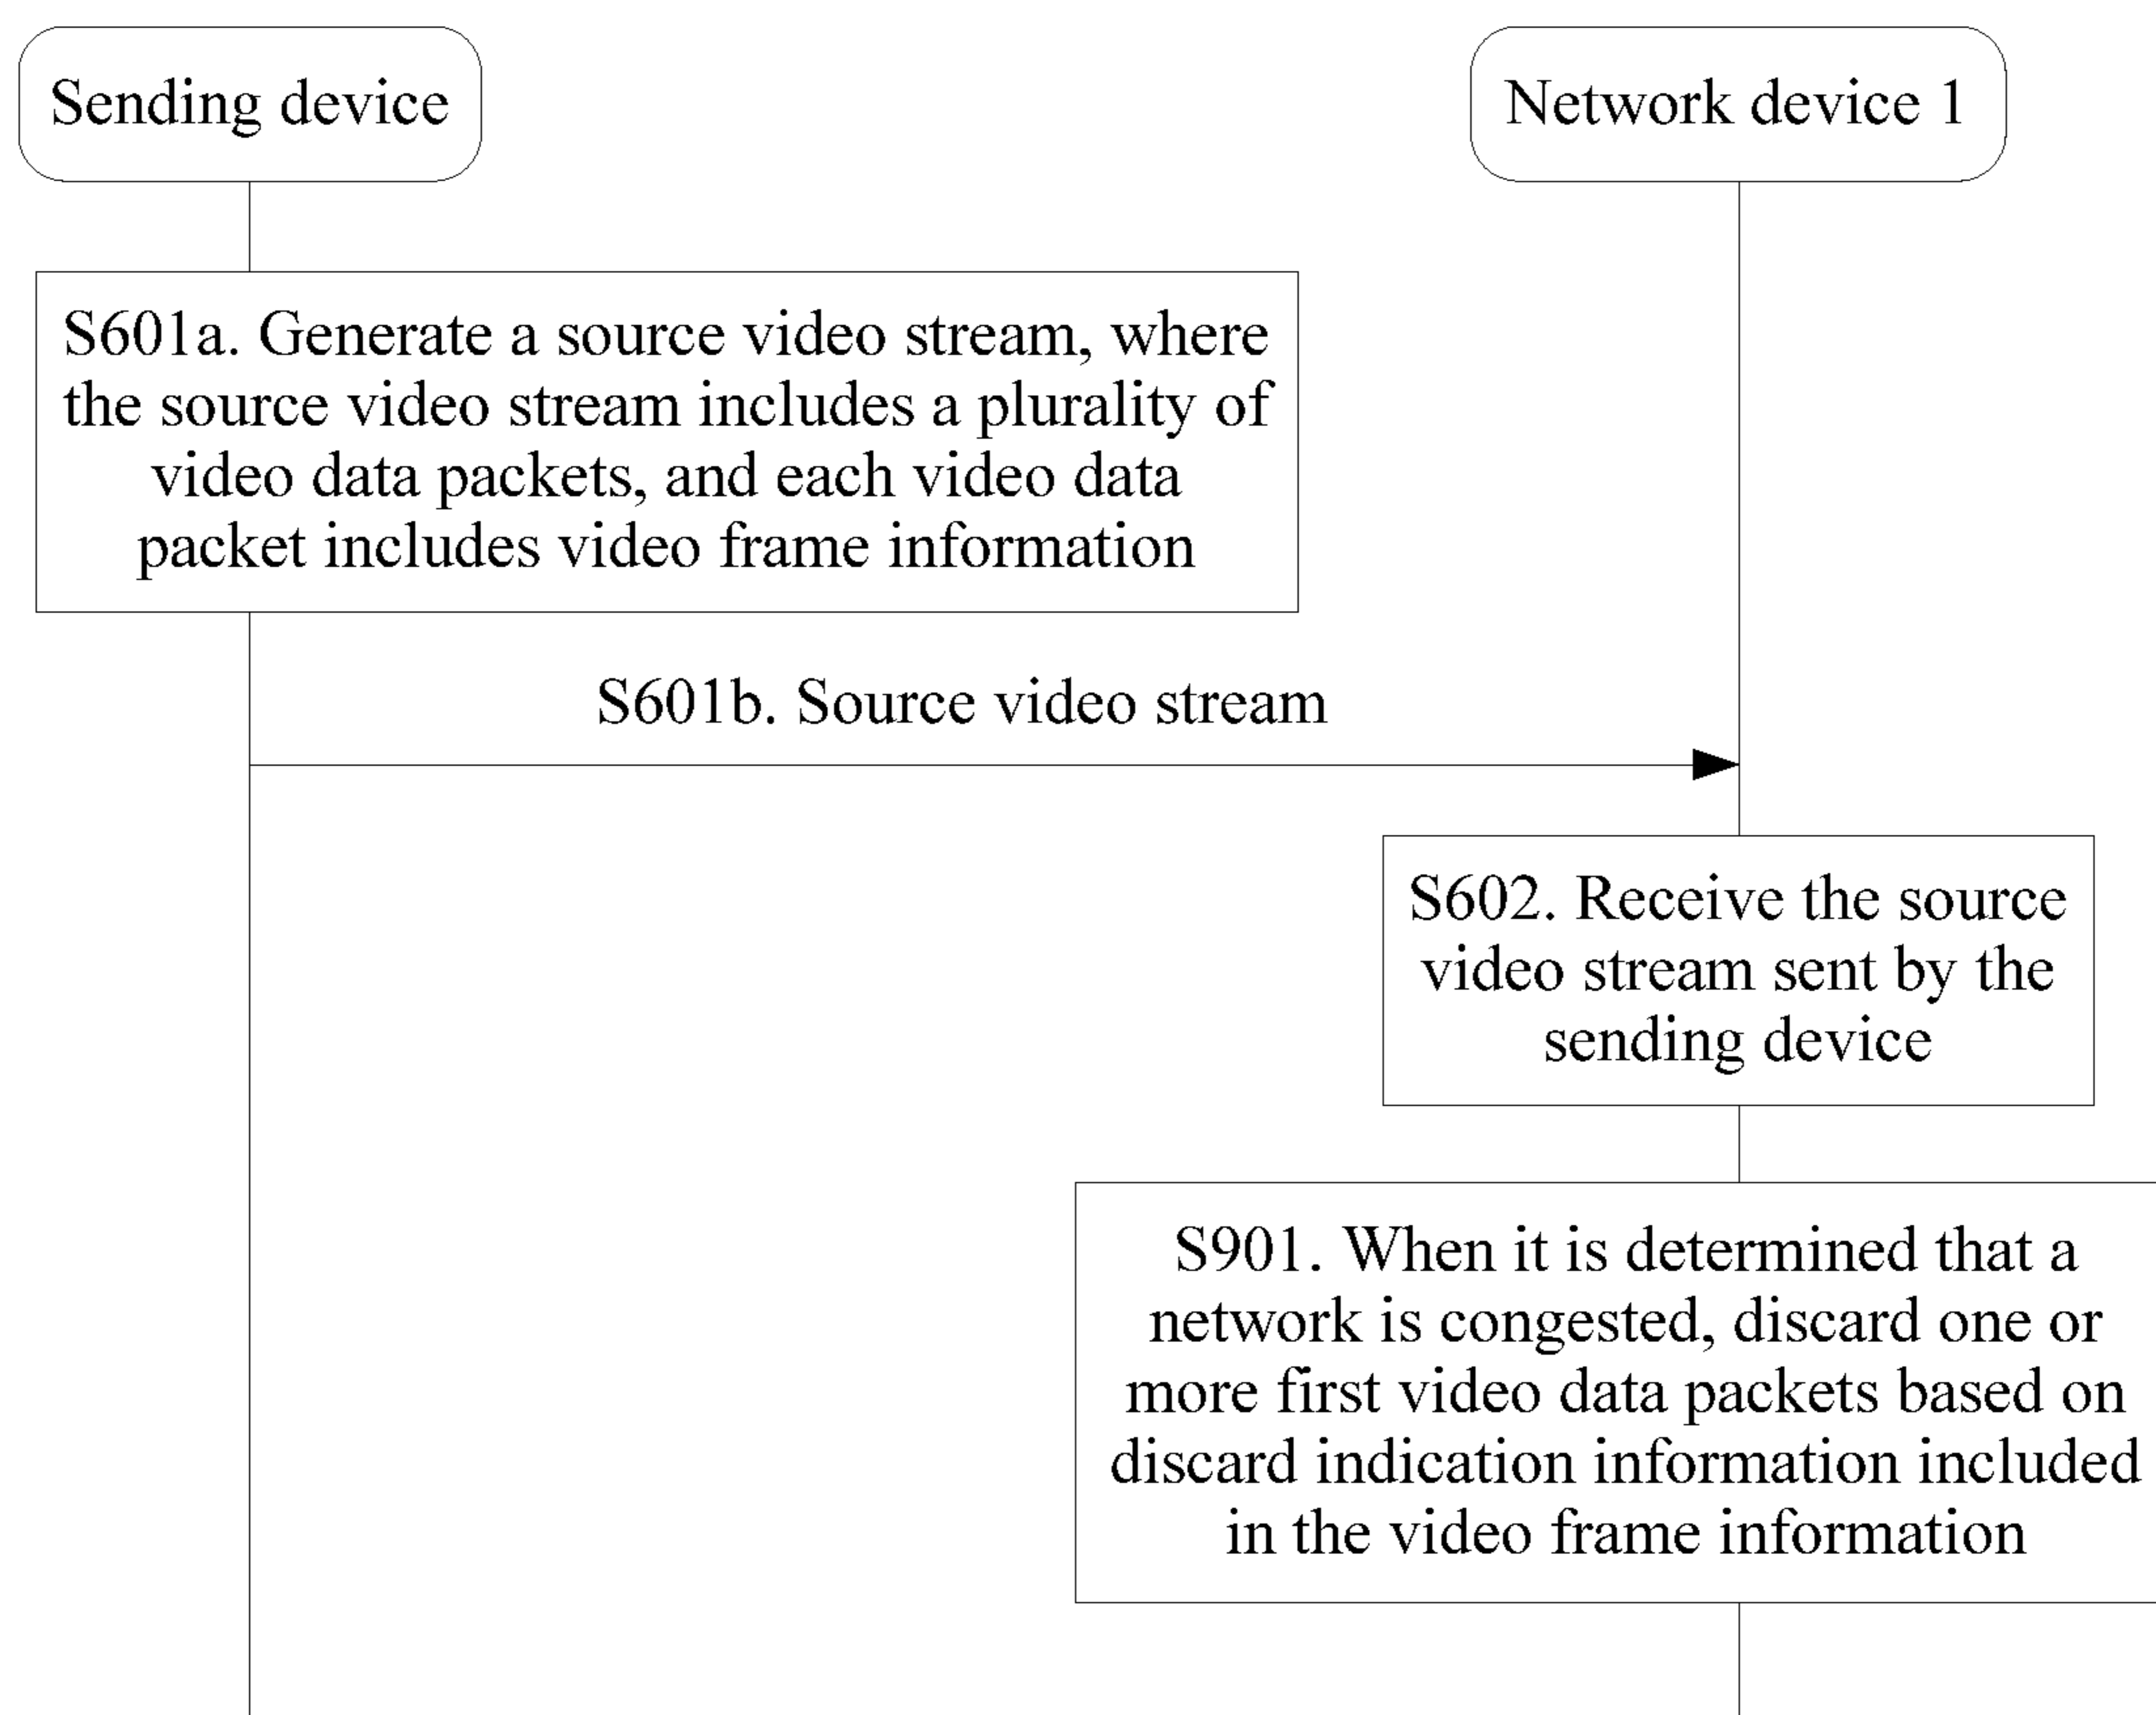 Sending device
Network device 1
S601a. Generate a source video stream, where
the source video stream includes a plurality of
video data packets, and each video data
packet includes video frame information
S601b. Source video stream
S602. Receive the source
video stream sent by the
sending device
S901. When it is determined that a
network is congested, discard one or
more first video data packets based on
discard indication information included
in the video frame information